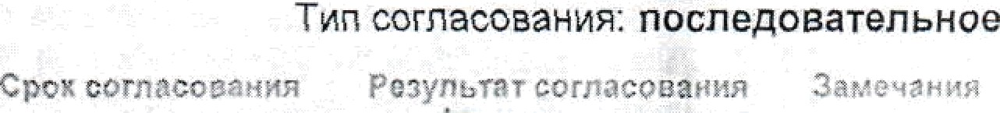 Тип согласования: последовательное
Срок согласования Результат согласования Замечания